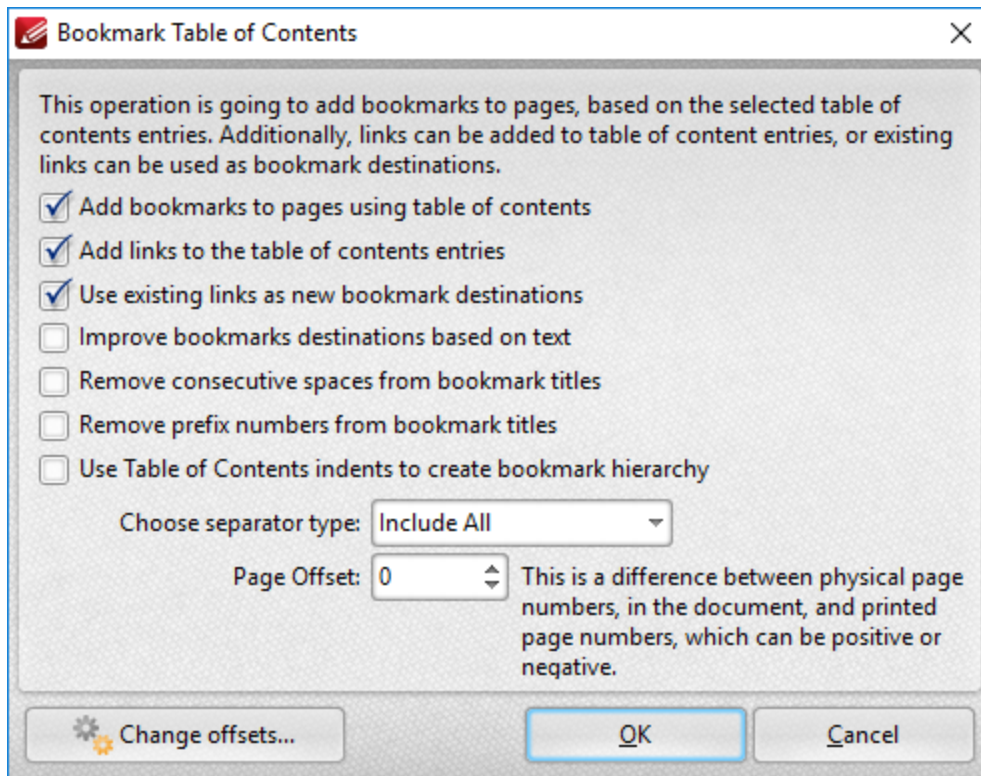 Bookmark Table of Contents
This operation is going to add bookmarks to pages, based on the selected table of
contents entries. Additionally, links can be added to table of content entries, or existing
links can be used as bookmark destinations.
Add bookmarks to pages using table of contents
Add links to the table of contents entries
Use existing links as new bookmark destinations
Improve bookmarks destinations based on text
Remove consecutive spaces from bookmark titles
Remove prefix numbers from bookmark titles
Use Table of Contents indents to create bookmark hierarchy
Choose separator type: Include All
Page Offset: 0
This is a difference between physical page
numbers, in the document, and printed
page numbers, which can be positive or
negative.
Change offsets... OK Cancel